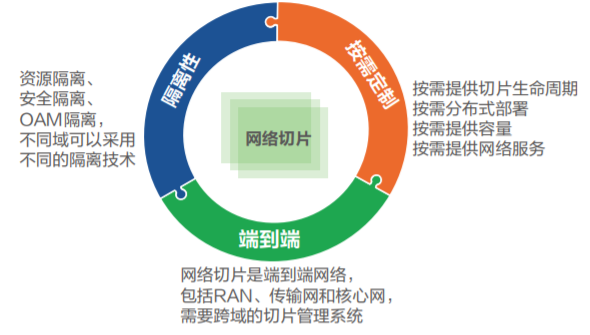 隔离性
资源隔离、
安全隔离、
OAM隔离，
不同域可以采用
不同的隔离技术
按需定制
按需提供切片生命周期
按需分布式部署
按需提供容量
按需提供网络服务
网络切片
端到端
网络切片是端到端网络，
包括RAN、传输网和核心网，
需要跨域的切片管理系统